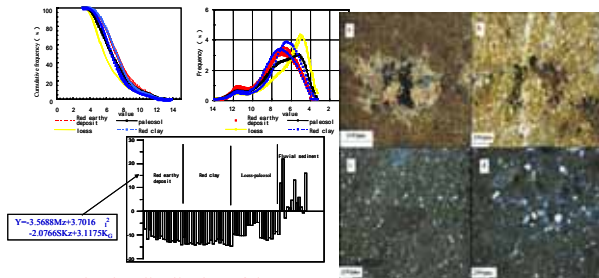 Cumulative frequency ( % )
100
80
60
40
20
0
0 2 4 6 8 10 12 14
value
Red earthy deposit
paleosol
loess
Red clay
Frequency ( % )
6
4
2
0
14 12 10 8 6 4 2
value
Red earthy deposit
paleosol
loess
Red clay
30
20
10
0
-10
-20
-30
Red earthy deposit
Red clay
Loess-paleosol
Fluvial sediment
Y=-3.5688Mz+3.7016 i²
-2.0766SKz+3.1175KG